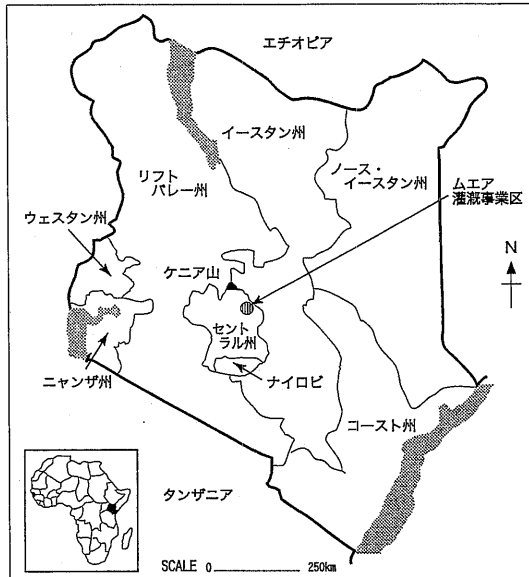 エチオピア
イースタン州
ノース・
イースタン州
リフト
バレー州
ムエア
灌漑事業区
ウェスタン州
N
ケニア山
セント
ラル州
ニャンザ州
ナイロビ
コースト州
タンザニア
SCALE 0 250km